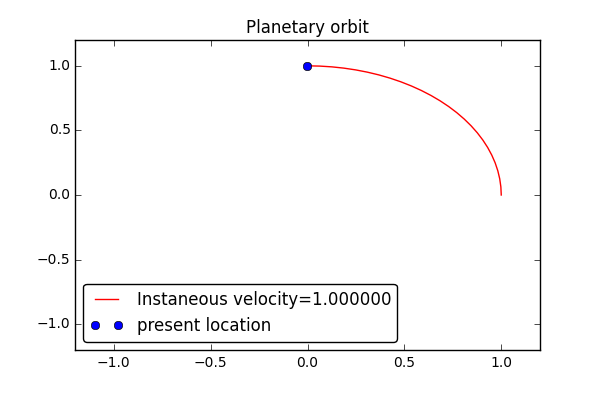 Planetary orbit
1.0
0.5
0.0
−0.5
−1.0
Instaneous velocity=1.000000
present location
−1.0 −0.5 0.0 0.5 1.0